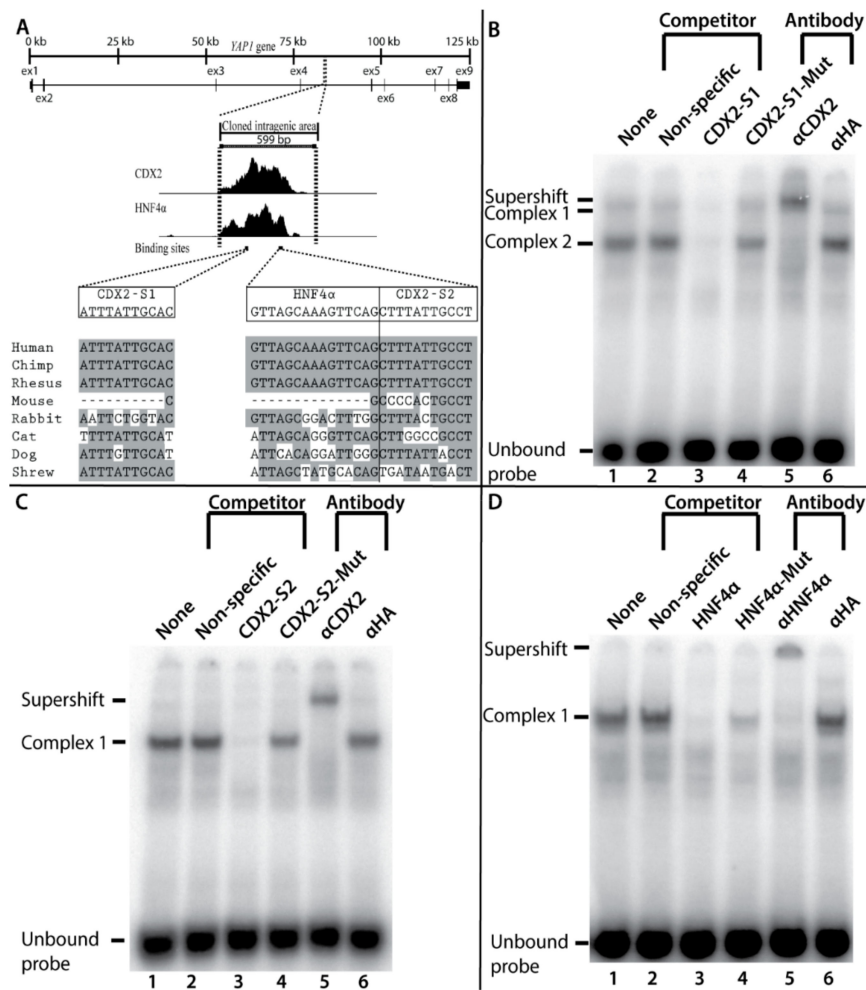 A
0 kb 25 kb 50 kb 75 kb 100 kb 125 kb
YAP1 gene
ex1 ex3 ex4 ex5 ex7 ex9
ex2 ex6 ex8
Cloned intragenic area
599 bp
CDX2
HNF4α
Binding sites
CDX2-S1 HNF4α CDX2-S2
ATTTATTGCAC GTTAGCAAAGTTCAGCTTTATTGCCT
Human ATTTATTGCAC GTTAGCAAAGTTCAGCTTTATTGCCT
Chimp ATTTATTGCAC GTTAGCAAAGTTCAGCTTTATTGCCT
Rhesus ATTTATTGCAC GTTAGCAAAGTTCAGCTTTATTGCCT
Mouse ----------C --------------GCCCCACTGCCT
Rabbit AATTCTGGTAC GTTAGCGGACTTTGGCTTTACTGCCT
Cat TTTTATTGCAT ATTAGCAGGGTTCAGCTTGGCCGCCT
Dog ATTTGTTGCAT ATTCACAGGATTGGGCTTTATTACCT
Shrew ATTTATTGCAC ATTAGCTATGCACAGTGATAATGACT
B
Competitor Antibody
None
Non-specific
CDX2-S1
CDX2-S1-Mut
αCDX2
αHA
Supershift
Complex 1
Complex 2
Unbound
probe
1 2 3 4 5 6
C
Competitor Antibody
None
Non-specific
CDX2-S2
CDX2-S2-Mut
αCDX2
αHA
Supershift
Complex 1
Unbound
probe
1 2 3 4 5 6
D
Competitor Antibody
None
Non-specific
HNF4α
HNF4α-Mut
αHNF4α
αHA
Supershift
Complex 1
Unbound
probe
1 2 3 4 5 6